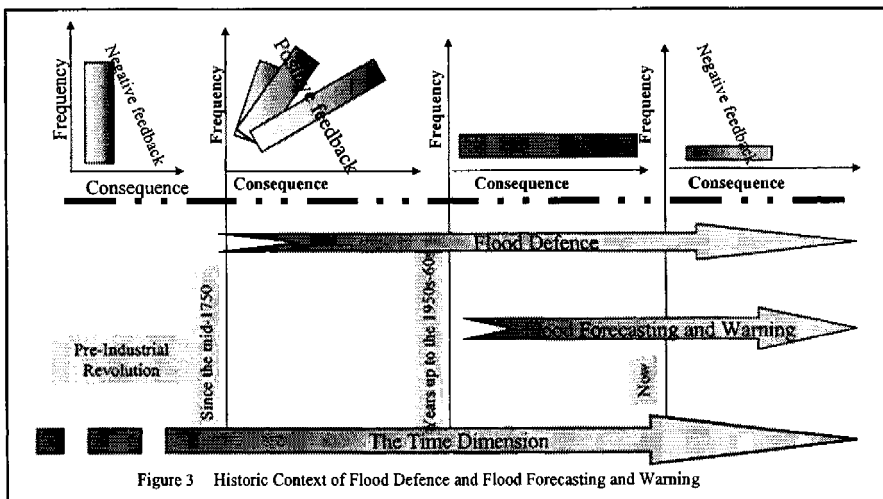 Frequency
Negative feedback
Consequence
Frequency
Positive feedback
Consequence
Frequency
Consequence
Frequency
Negative feedback
Consequence
Flood Defence
Flood Forecasting and Warning
Pre-Industrial
Revolution
Since the mid-1750
Years up to the 1950s-60s
Now
The Time Dimension
Figure 3 Historic Context of Flood Defence and Flood Forecasting and Warning